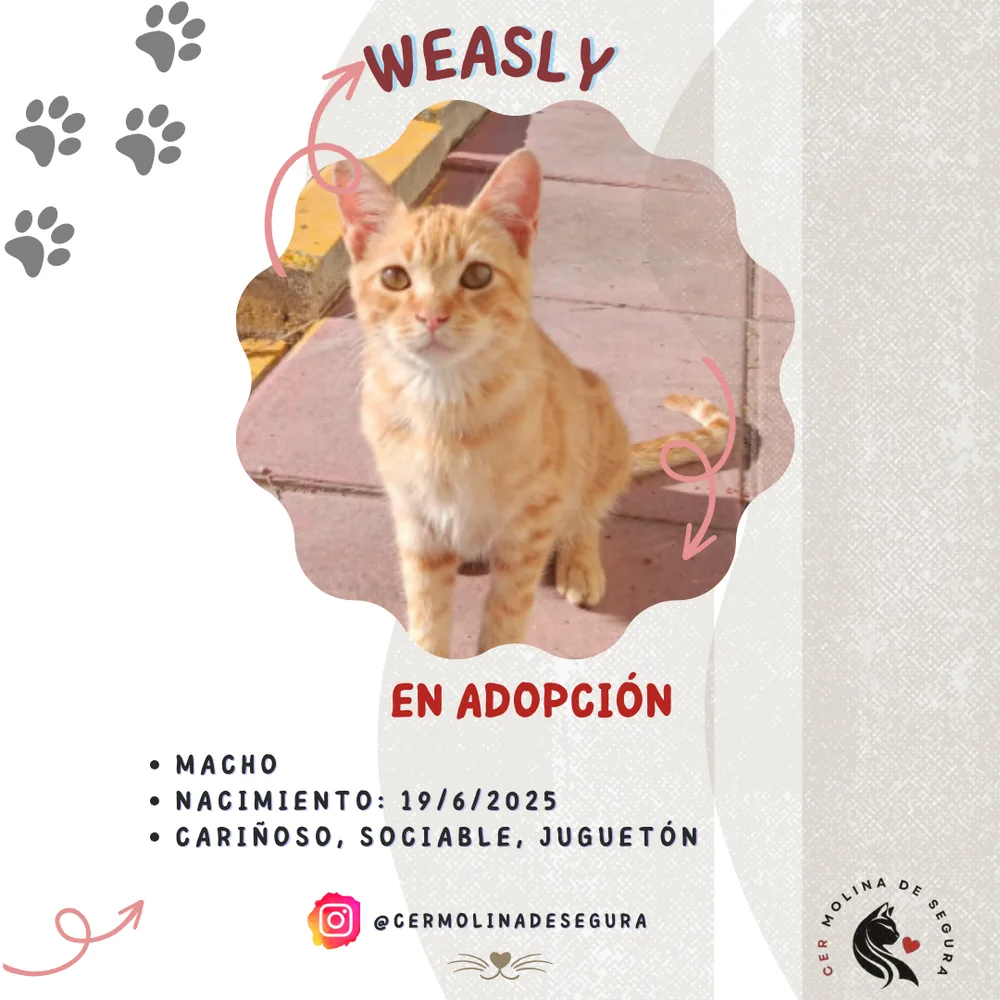 WEASLY
EN ADOPCIÓN
• MACHO
• NACIMIENTO: 19/6/2025
• CARIÑOSO, SOCIABLE, JUGUETÓN
@CERMOLINADESEGURA
CER MOLINA DE SEGURA